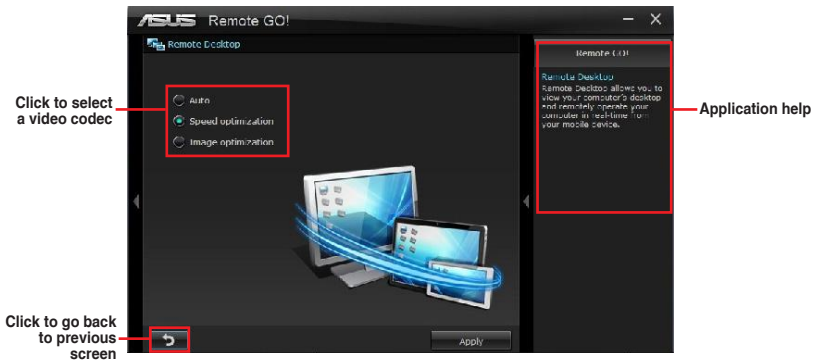 ASUS Remote GO!
Remote Desktop
Click to select
a video codec
Auto
Speed optimization
Image optimization
Remote GO!
Remote Desktop
Remote Desktop allows you to
view your computer's desktop
and remotely operate your
computer in real-time from
your mobile device.
Application help
Click to go back
to previous
screen
Apply